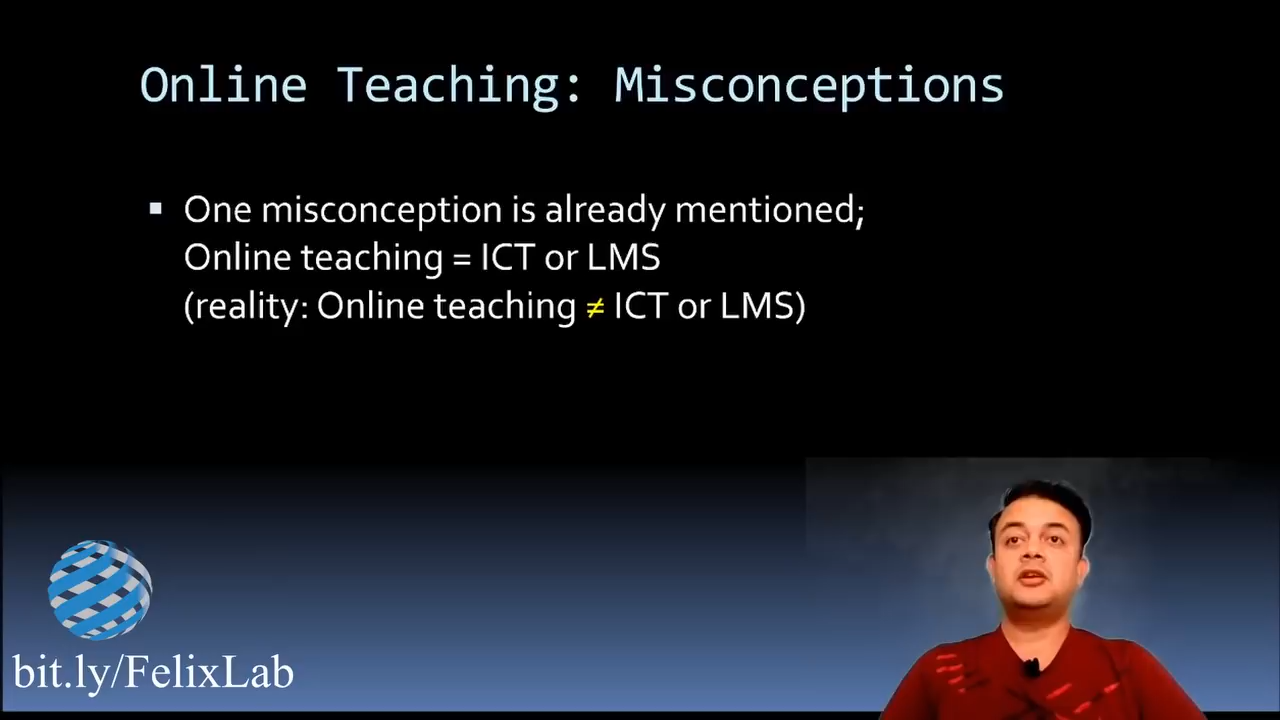 Online Teaching: Misconceptions
▪ One misconception is already mentioned;
Online teaching = ICT or LMS
(reality: Online teaching ≠ ICT or LMS)
bit.ly/FelixLab